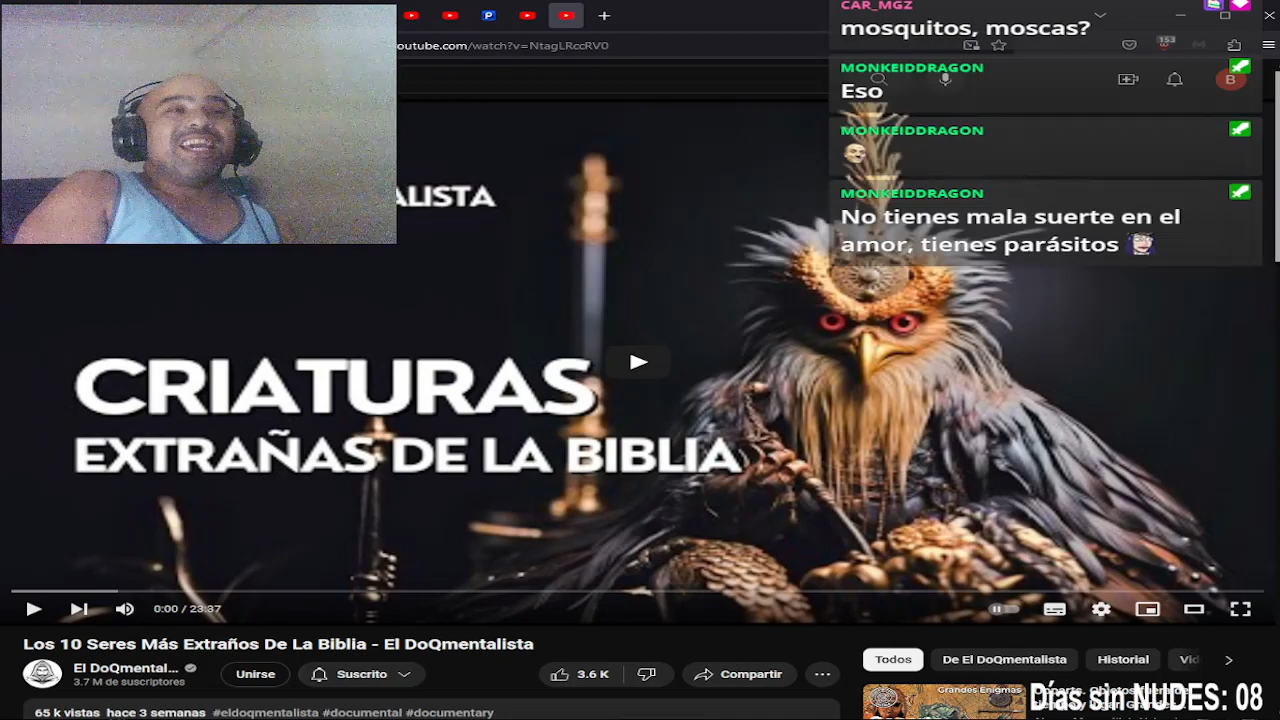 outube.com/watch?v=NtagLRccRV0
153
CAR_MGZ
mosquitos, moscas?
MONKEIDDRAGON
Eso
MONKEIDDRAGON
MONKEIDDRAGON
No tienes mala suerte en el
amor, tienes parásitos
B
ALISTA
CRIATURAS
EXTRAÑAS DE LA BIBLIA
0:00 / 23:37
Los 10 Seres Más Extraños De La Biblia - El DoQmentalista
El DoQmental...
3.7 M de suscriptores
Unirse
Suscrito
3.6 K
Compartir
Todos
De El DoQmentalista
Historial
Vid
65 k vistas hace 3 semanas #eldoqmentalista #documental #documentary
Grandes Enigmas
Días sin NUDES: 08